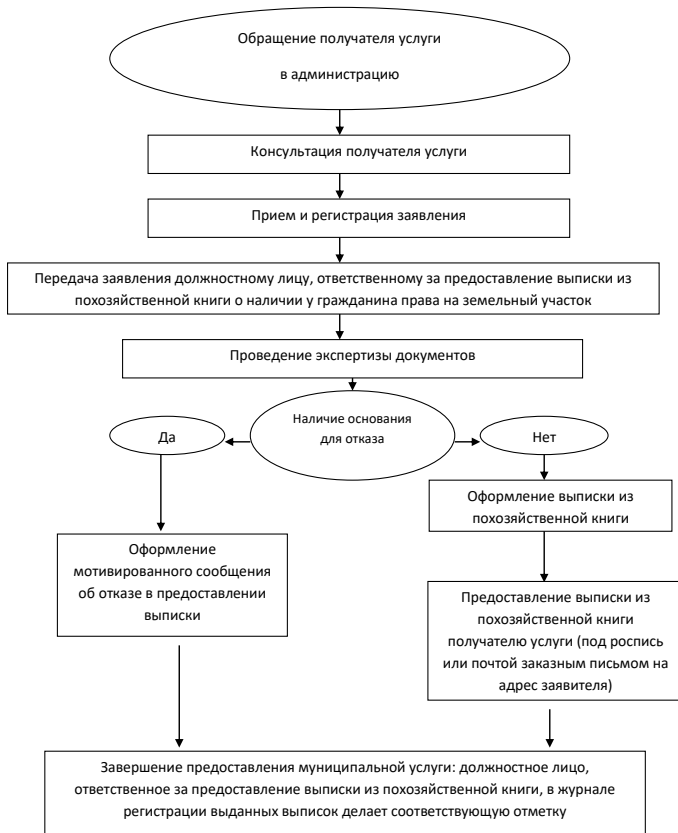 Обращение получателя услуги
в администрацию
Консультация получателя услуги
Прием и регистрация заявления
Передача заявления должностному лицу, ответственному за предоставление выписки из
похозяйственной книги о наличии у гражданина права на земельный участок
Проведение экспертизы документов
Наличие основания
для отказа
Да
Нет
Оформление выписки из
похозяйственной книги
Оформление
мотивированного сообщения
об отказе в предоставлении
выписки
Предоставление выписки из
похозяйственной книги
получателю услуги (под роспись
или почтой заказным письмом на
адрес заявителя)
Завершение предоставления муниципальной услуги: должностное лицо,
ответственное за предоставление выписки из похозяйственной книги, в журнале
регистрации выданных выписок делает соответствующую отметку